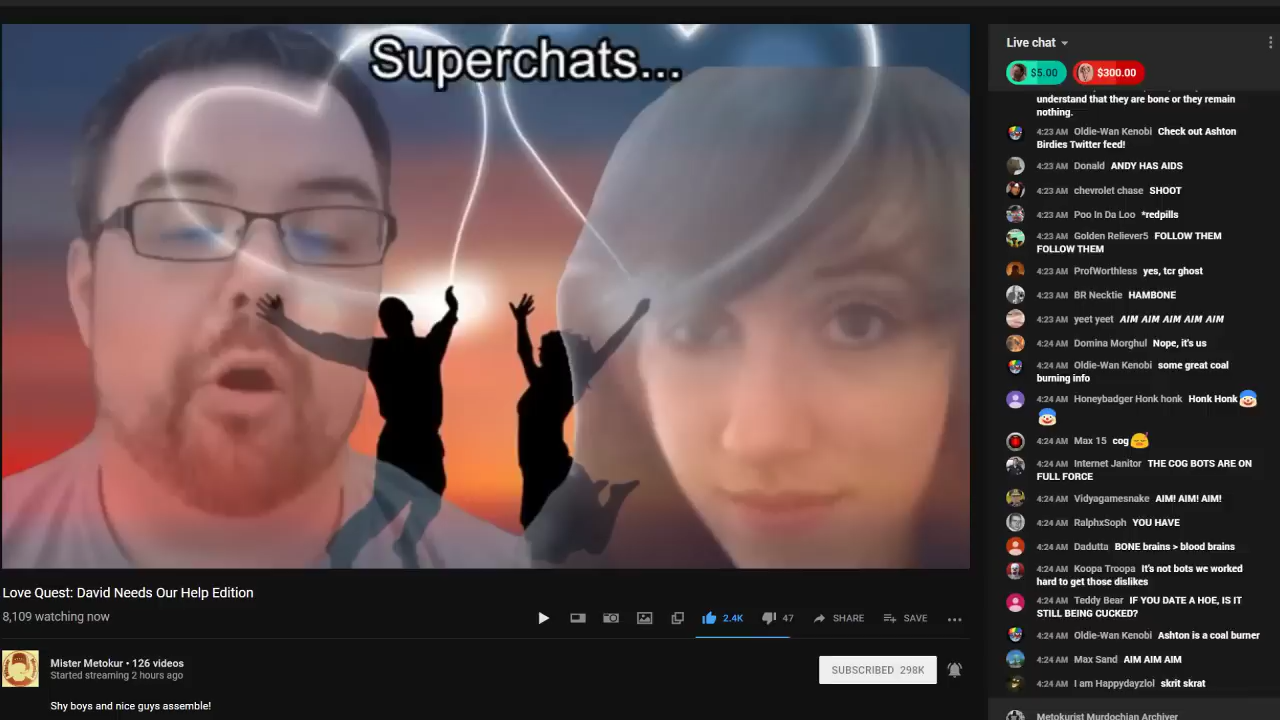 Superchats...
Love Quest: David Needs Our Help Edition
8,109 watching now
2.4K
47
SHARE
SAVE
Mister Metokur • 126 videos
Started streaming 2 hours ago
SUBSCRIBED 298K
Shy boys and nice guys assemble!
Live chat
$5.00
$300.00
understand that they are bone or they remain
nothing.
4:23 AM Oldie-Wan Kenobi Check out Ashton
Birdies Twitter feed!
4:23 AM Donald ANDY HAS AIDS
4:23 AM chevrolet chase SHOOT
4:23 AM Poo In Da Loo *redpills
4:23 AM Golden Reliever5 FOLLOW THEM
FOLLOW THEM
4:23 AM ProfWorthless yes, tcr ghost
4:23 AM BR Necktie HAMBONE
4:23 AM yeet yeet AIM AIM AIM AIM AIM
4:24 AM Domina Morghul Nope, it's us
4:24 AM Oldie-Wan Kenobi some great coal
burning info
4:24 AM Honeybadger Honk honk Honk Honk
4:24 AM Max 15 cog
4:24 AM Internet Janitor THE COG BOTS ARE ON
FULL FORCE
4:24 AM Vidyagamesnake AIM! AIM! AIM!
4:24 AM RalphxSoph YOU HAVE
4:24 AM Dadutta BONE brains > blood brains
4:24 AM Koopa Troopa It's not bots we worked
hard to get those dislikes
4:24 AM Teddy Bear IF YOU DATE A HOE, IS IT
STILL BEING CUCKED?
4:24 AM Oldie-Wan Kenobi Ashton is a coal burner
4:24 AM Max Sand AIM AIM AIM
4:24 AM I am Happydayzlol skrit skrat
Metokurist Murdochian Archiver